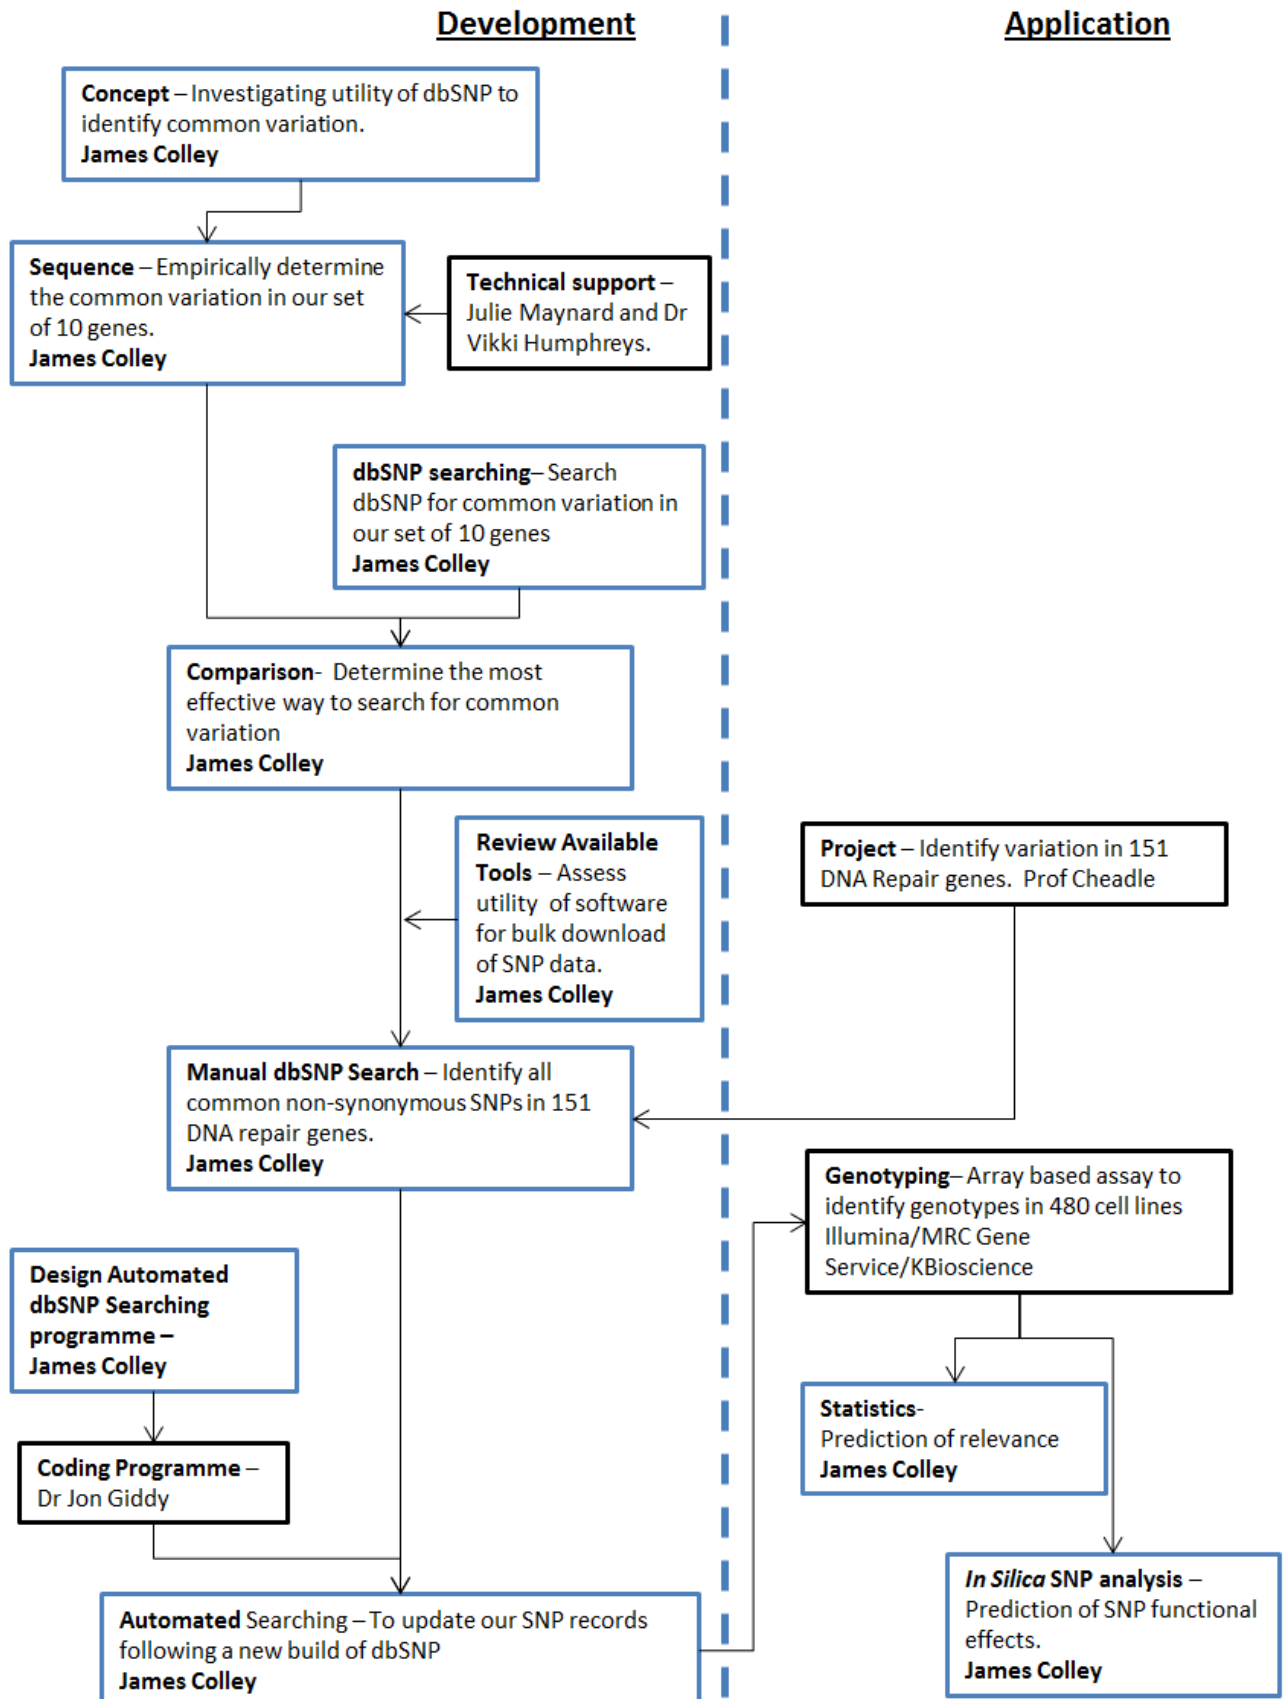 Development
Application
Concept – Investigating utility of dbSNP to
identify common variation.
James Colley
Sequence – Empirically determine
the common variation in our set
of 10 genes.
James Colley
Technical support –
Julie Maynard and Dr
Vikki Humphreys.
dbSNP searching– Search
dbSNP for common variation in
our set of 10 genes
James Colley
Comparison- Determine the most
effective way to search for common
variation
James Colley
Review Available
Tools – Assess
utility of software
for bulk download
of SNP data.
James Colley
Project – Identify variation in 151
DNA Repair genes. Prof Cheadle
Manual dbSNP Search – Identify all
common non-synonymous SNPs in 151
DNA repair genes.
James Colley
Genotyping– Array based assay to
identify genotypes in 480 cell lines
Illumina/MRC Gene
Service/KBioscience
Design Automated
dbSNP Searching
programme –
James Colley
Coding Programme –
Dr Jon Giddy
Statistics-
Prediction of relevance
James Colley
Automated Searching – To update our SNP records
following a new build of dbSNP
James Colley
In Silica SNP analysis –
Prediction of SNP functional
effects.
James Colley